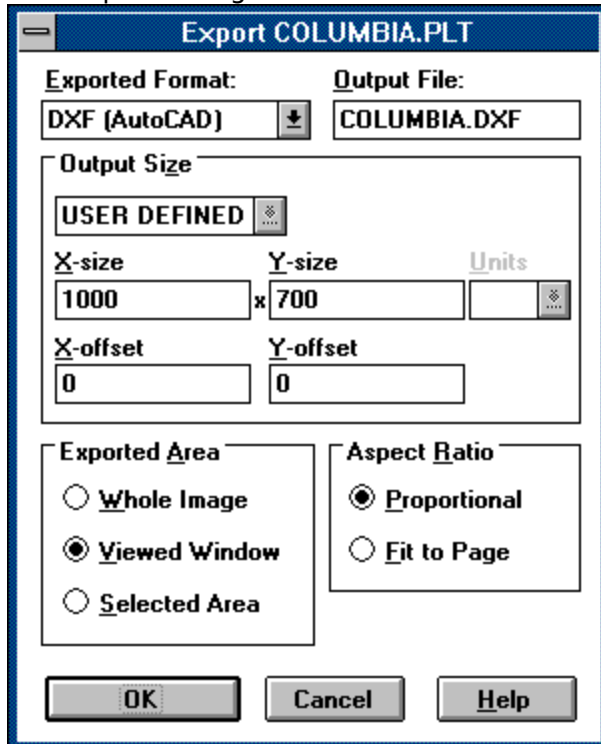 Export COLUMBIA.PLT
Exported Format: Output File:
DXF (AutoCAD) COLUMBIA.DXF
Output Size
USER DEFINED
X-size Y-size Units
1000 x 700
X-offset Y-offset
0 0
Exported Area
Whole Image
Viewed Window
Selected Area
Aspect Ratio
Proportional
Fit to Page
OK Cancel Help